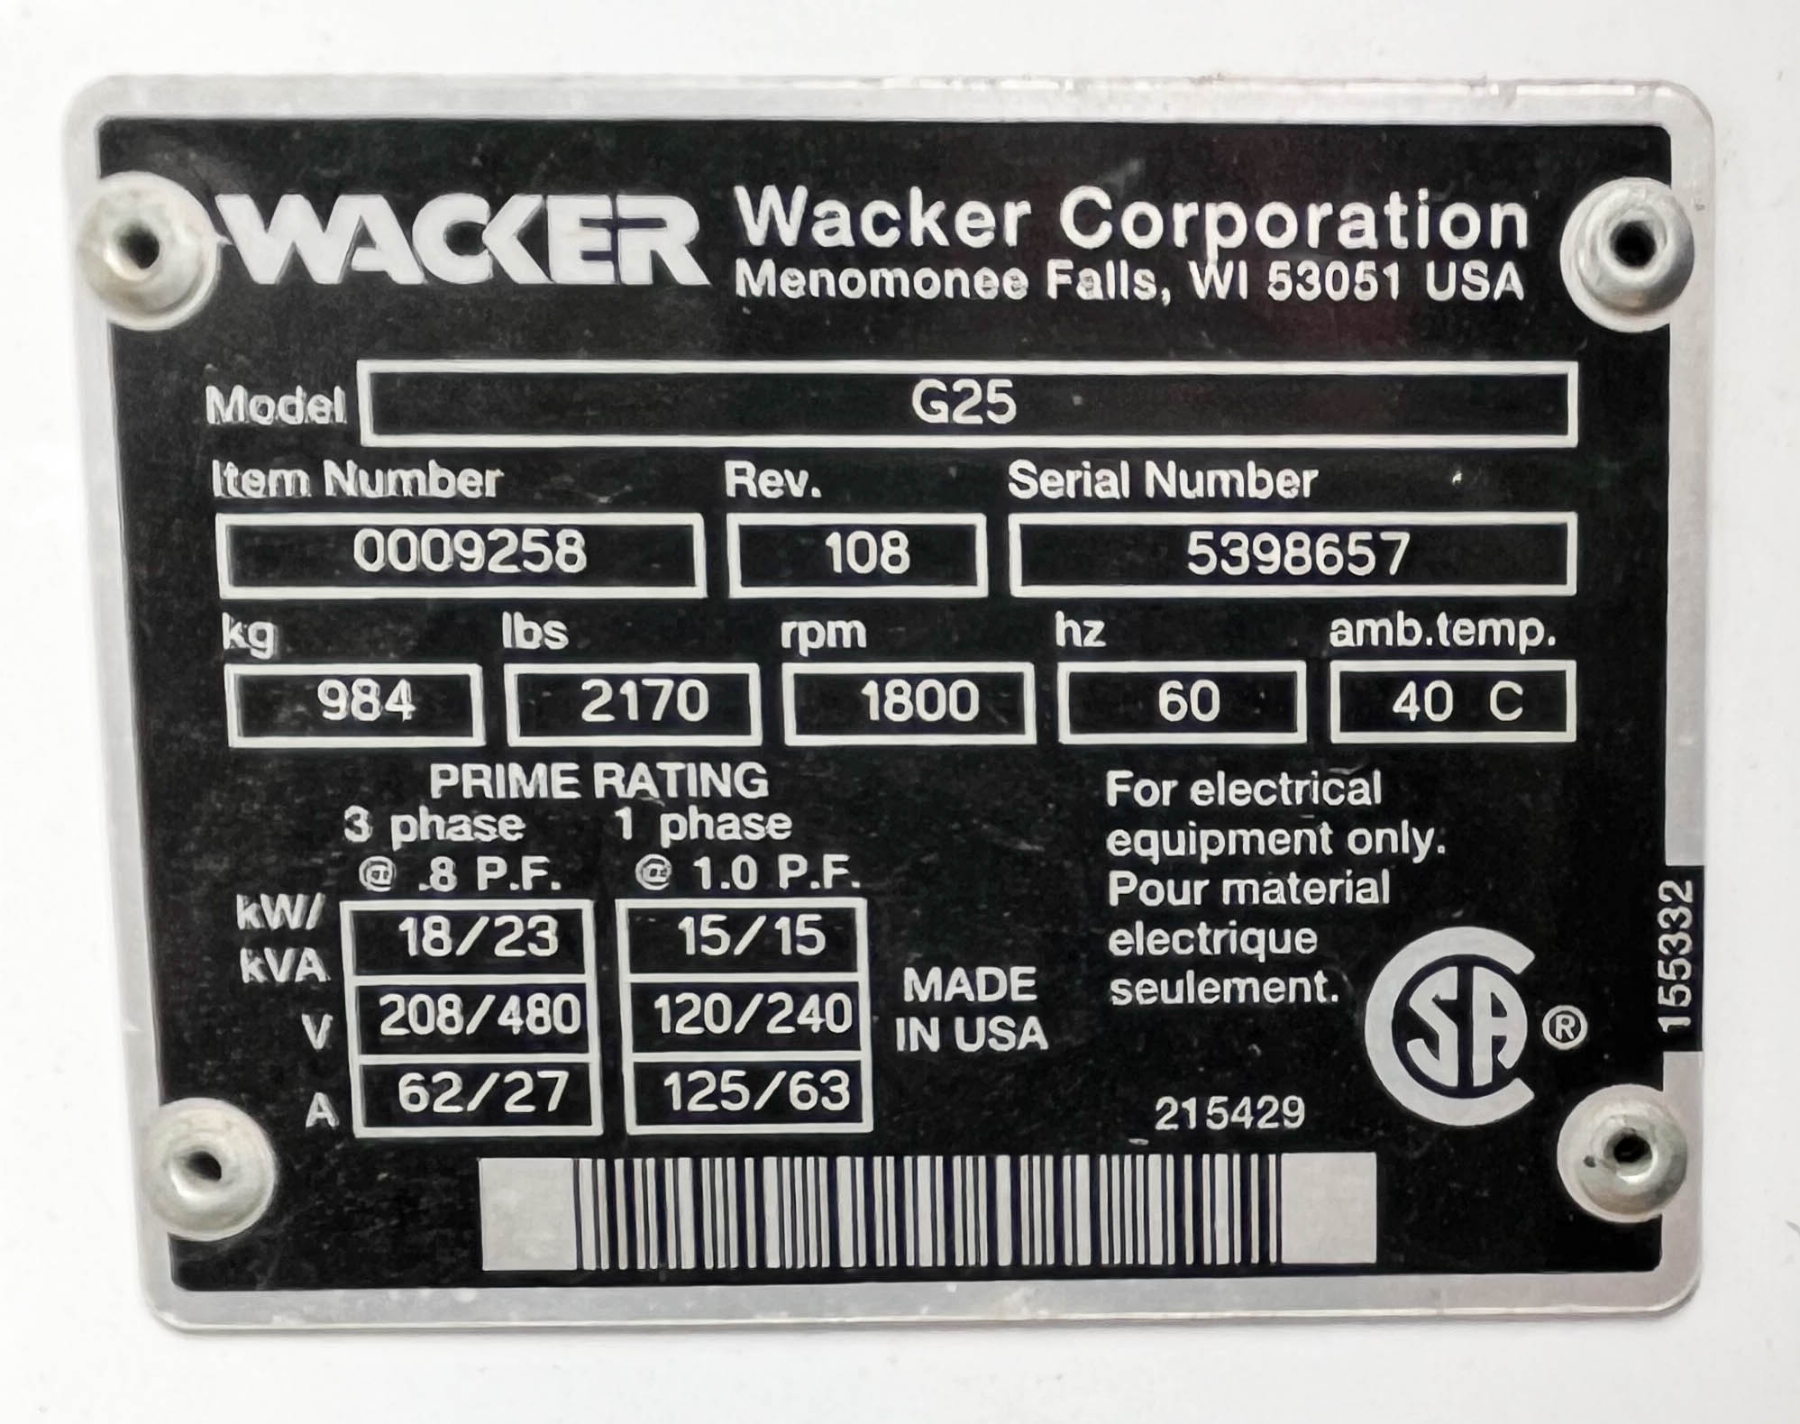 WACKER Wacker Corporation
Menomonee Falls, WI 53051 USA
Model G25
Item Number Rev. Serial Number
0009258 108 5398657
kg lbs rpm hz amb.temp.
984 2170 1800 60 40 C
PRIME RATING
3 phase 1 phase
@ .8 P.F. @ 1.0 P.F.
kW/
kVA 18/23 15/15
V 208/480 120/240
A 62/27 125/63
MADE
IN USA
For electrical
equipment only.
Pour material
electrique
seulement.
CSA ®
215429
155332